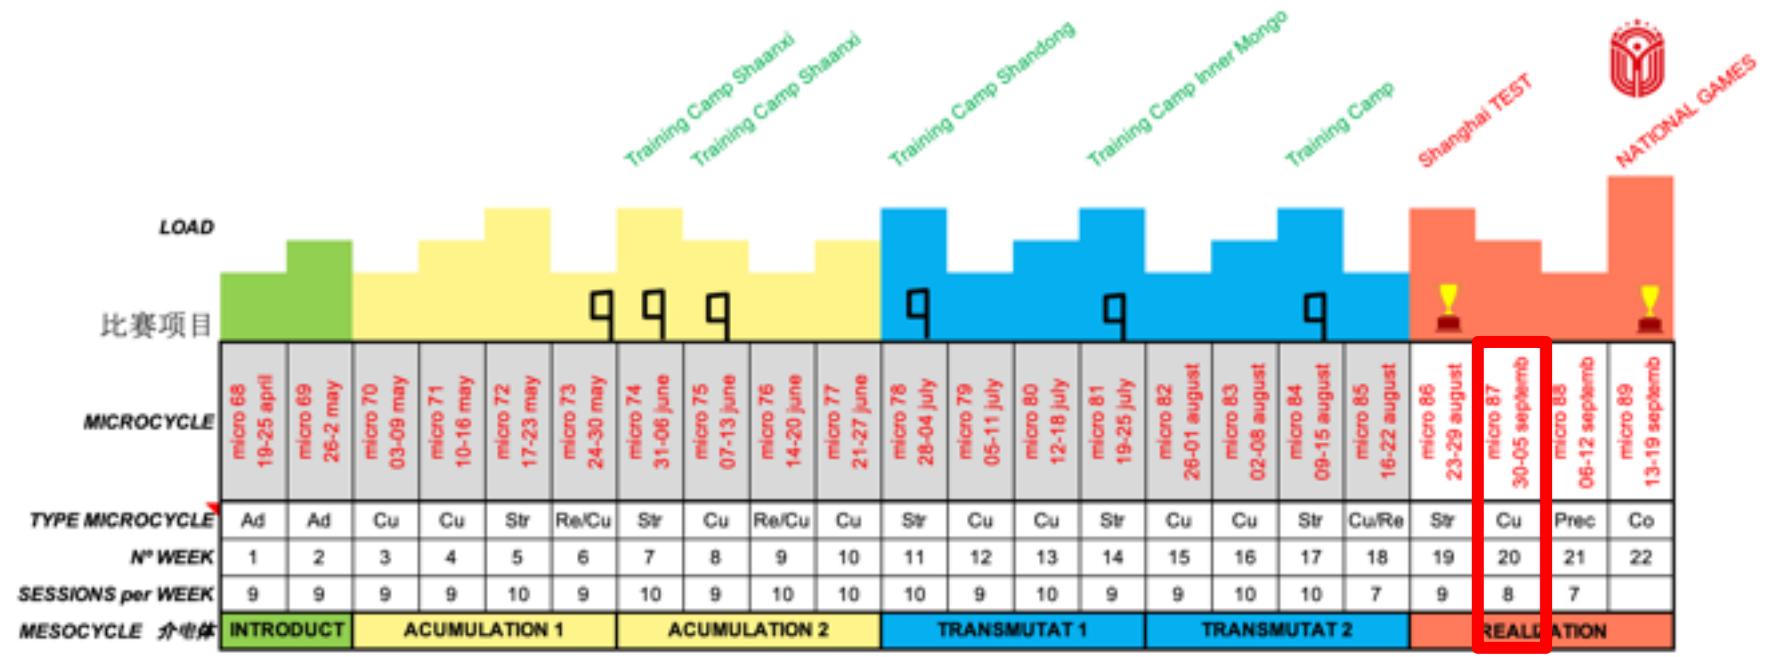 Training Camp Shaanxi
Training Camp Shaanxi
Training Camp Shandong
Training Camp Inner Mongo
Training Camp
Shanghai TEST
NATIONAL GAMES
LOAD
比赛项目
MICROCYCLE
micro 68 19-25 april
micro 69 26-2 may
micro 70 03-09 may
micro 71 10-16 may
micro 72 17-23 may
micro 73 24-30 may
micro 74 31-06 june
micro 75 07-13 june
micro 76 14-20 june
micro 77 21-27 june
micro 78 28-04 july
micro 79 05-11 july
micro 80 12-18 july
micro 81 19-25 july
micro 82 26-01 august
micro 83 02-08 august
micro 84 09-15 august
micro 85 16-22 august
micro 86 23-29 august
micro 87 30-05 septemb
micro 88 06-12 septemb
micro 89 13-19 septemb
TYPE MICROCYCLE Ad Ad Cu Cu Str Re/Cu Str Cu Re/Cu Cu Str Cu Cu Str Cu Cu Str Cu/Re Str Cu Prec Co
Nº WEEK 1 2 3 4 5 6 7 8 9 10 11 12 13 14 15 16 17 18 19 20 21 22
SESSIONS per WEEK 9 9 9 9 10 9 10 9 10 10 10 9 10 9 9 10 10 7 9 8 7
MESOCYCLE 介电体 INTRODUCT ACUMULATION 1 ACUMULATION 2 TRANSMUTAT 1 TRANSMUTAT 2 REALIZATION